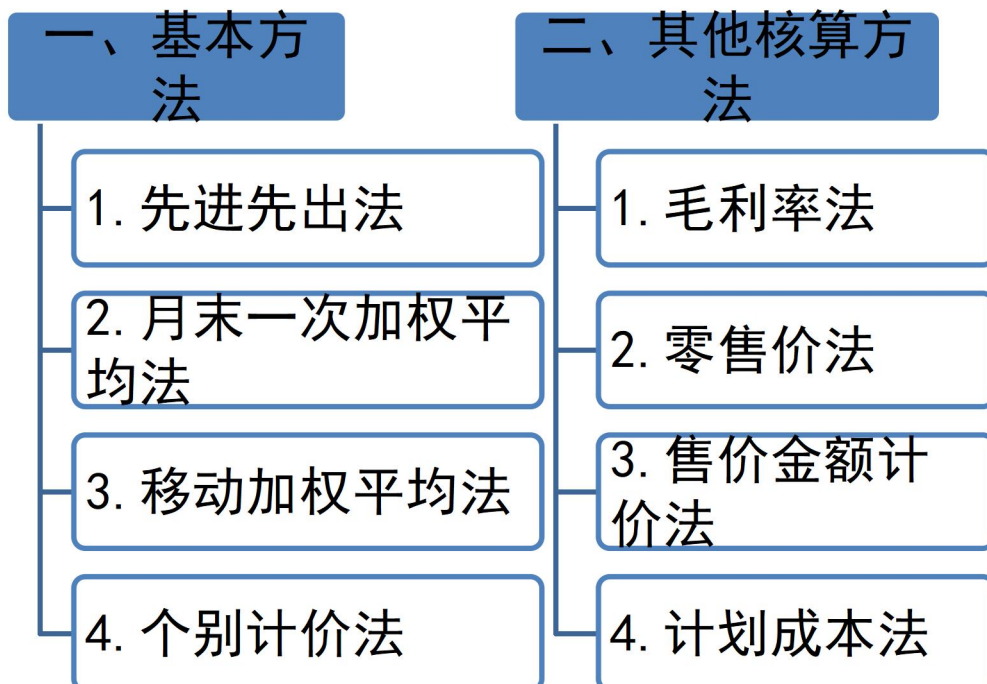 一、基本方
法
1. 先进先出法
2. 月末一次加权平
均法
3. 移动加权平均法
4. 个别计价法
二、其他核算方
法
1. 毛利率法
2. 零售价法
3. 售价金额计
价法
4. 计划成本法